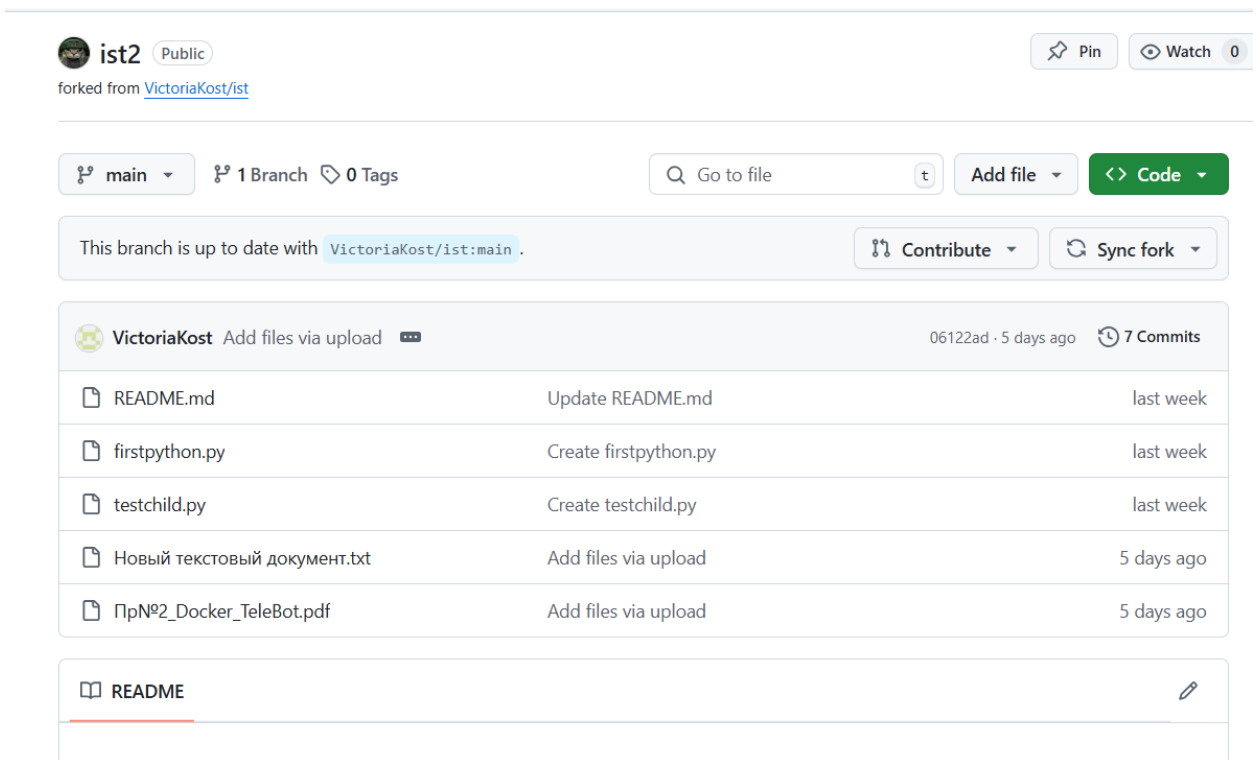 ist2 Public Pin Watch 0
forked from VictoriaKost/ist
main 1 Branch 0 Tags Go to file t Add file Code
This branch is up to date with VictoriaKost/ist:main. Contribute Sync fork
VictoriaKost Add files via upload 06122ad · 5 days ago 7 Commits
README.md Update README.md last week
firstpython.py Create firstpython.py last week
testchild.py Create testchild.py last week
Новый текстовый документ.txt Add files via upload 5 days ago
Пр№2_Docker_TeleBot.pdf Add files via upload 5 days ago
README